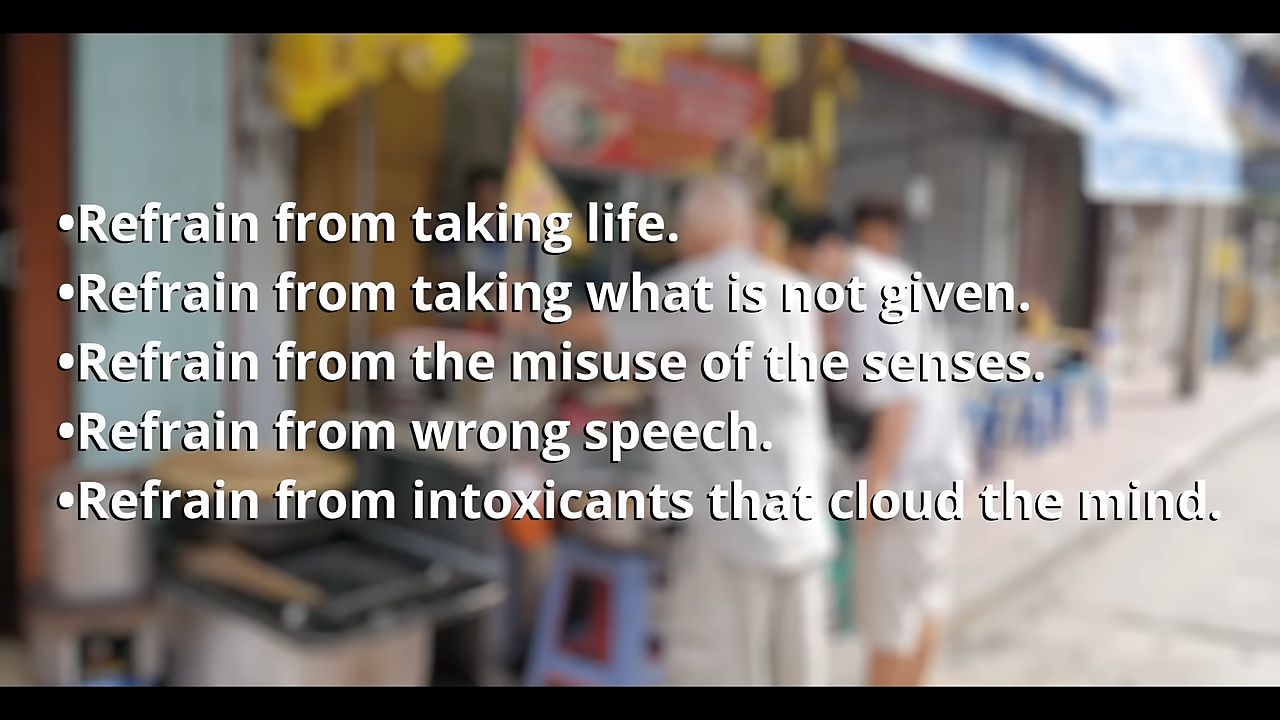 •Refrain from taking life.
•Refrain from taking what is not given.
•Refrain from the misuse of the senses.
•Refrain from wrong speech.
•Refrain from intoxicants that cloud the mind.